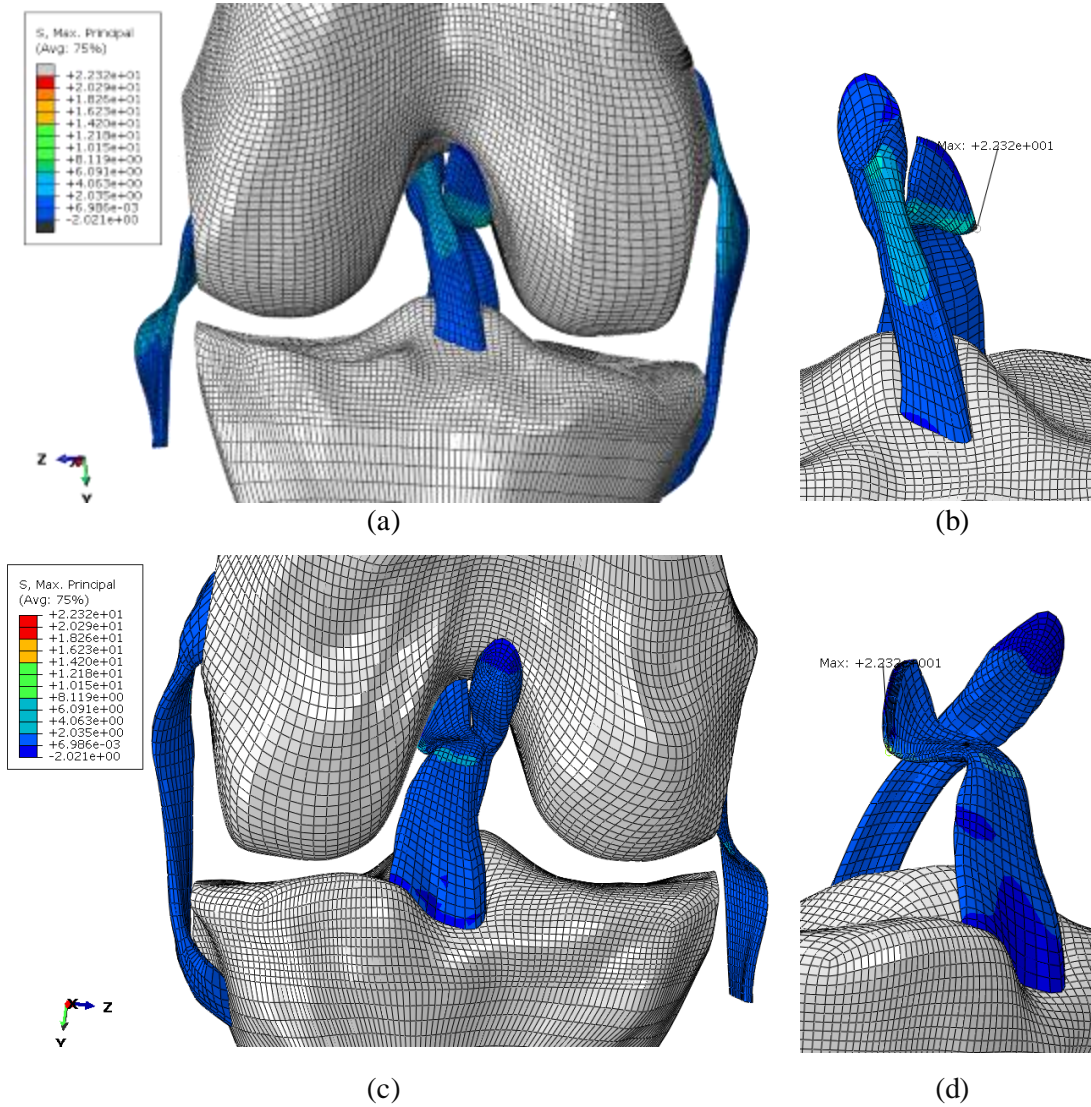 S, Max. Principal
(Avg: 75%)
+2.232e+01
+2.029e+01
+1.826e+01
+1.623e+01
+1.420e+01
+1.218e+01
+1.015e+01
+8.119e+00
+6.091e+00
+4.063e+00
+2.035e+00
+6.986e-03
-2.021e+00
Max: +2.232e+001
Z
X
Y
(a)
(b)
S, Max. Principal
(Avg: 75%)
+2.232e+01
+2.029e+01
+1.826e+01
+1.623e+01
+1.420e+01
+1.218e+01
+1.015e+01
+8.119e+00
+6.091e+00
+4.063e+00
+2.035e+00
+6.986e-03
-2.021e+00
Max: +2.232e+001
X
Z
Y
(c)
(d)